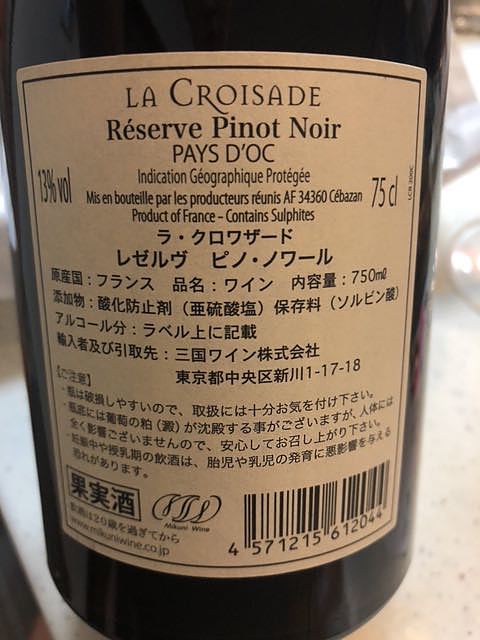 LA CROISADE
Réserve Pinot Noir
PAYS D'OC
Indication Géographique Protégée
13% vol
Mis en bouteille par les producteurs réunis AF 34360 Cébazan
75 cl
Product of France – Contains Sulphites
LCR 200C
ラ・クロワザード
レゼルヴ ピノ・ノワール
原産国:フランス 品名:ワイン 内容量:750㎖
添加物:酸化防止剤(亜硫酸塩)保存料(ソルビン酸)
アルコール分:ラベル上に記載
輸入者及び引取先:三国ワイン株式会社
東京都中央区新川1-17-18
【ご注意】
・瓶は破損しやすいので、取扱には十分お気を付け下さい。
・瓶底には葡萄の粕(澱)が沈殿する事がございますが、人体には
全く影響ございませんので、安心してお召し上がり下さい。
・妊娠中や授乳期の飲酒は、胎児や乳児の発育に悪影響を与える
恐れがあります。
果実酒
Mikuni Wine
飲酒は20歳を過ぎてから
www.mikuniwine.co.jp
4 571215 612044